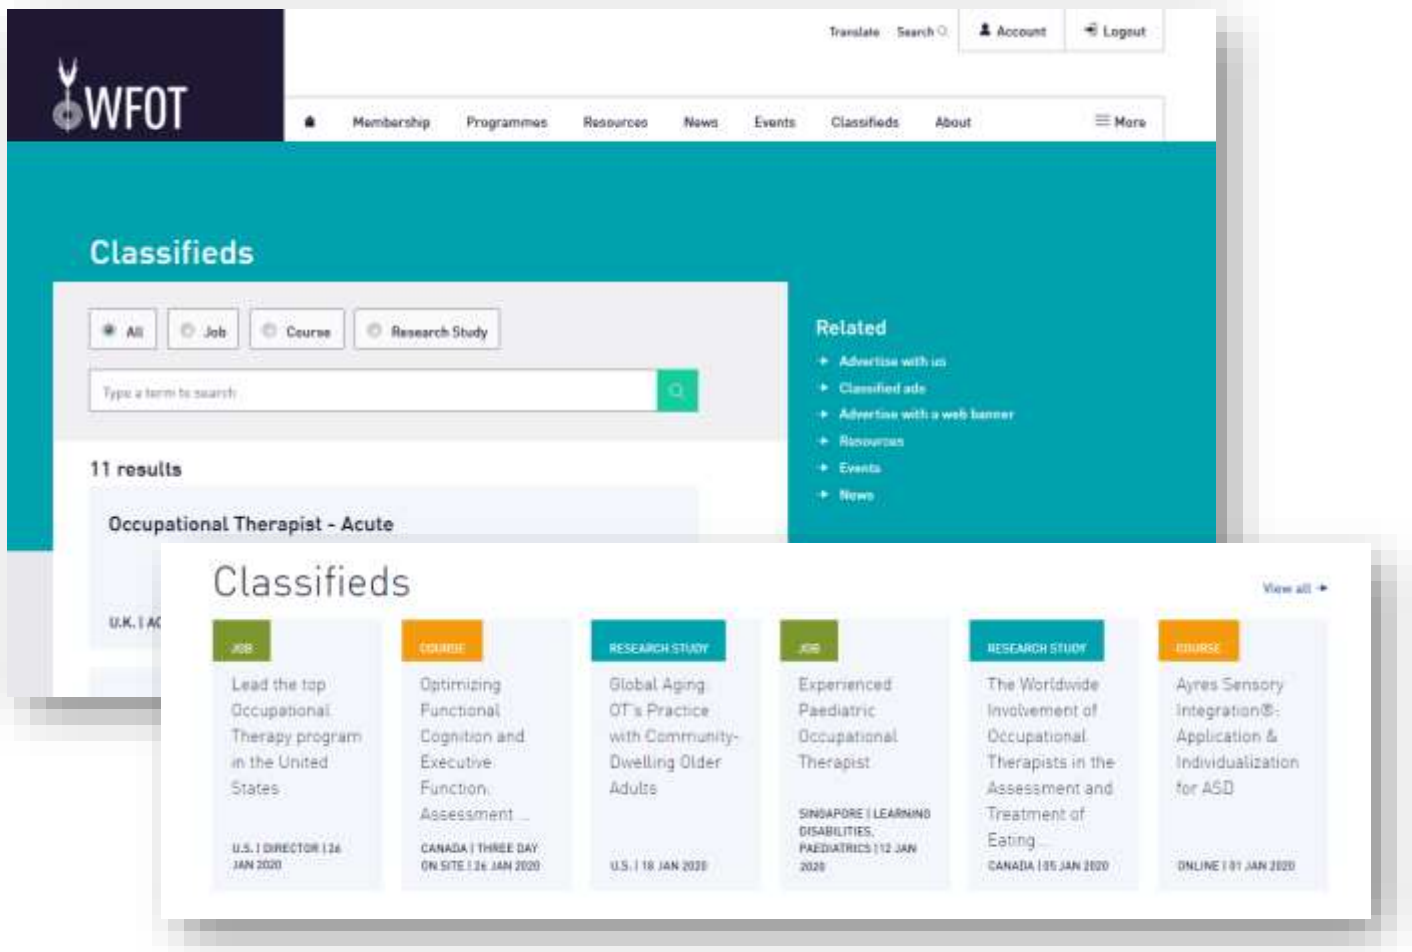 Translate Search Account Logout
WFOT
Membership Programmes Resources News Events Classifieds About More
Classifieds
All Job Course Research Study
Type a term to search
Related
Advertise with us
Classified ads
Advertise with a web banner
Resources
Events
News
11 results
Occupational Therapist - Acute
U.K. | AC
Classifieds
View all
JOB
Lead the top
Occupational
Therapy program
in the United
States
U.S. | DIRECTOR | 26
JAN 2020
COURSE
Optimizing
Functional
Cognition and
Executive
Function.
Assessment ...
CANADA | THREE DAY
ON SITE | 26 JAN 2020
RESEARCH STUDY
Global Aging:
OT's Practice
with Community-
Dwelling Older
Adults
U.S. | 18 JAN 2020
JOB
Experienced
Paediatric
Occupational
Therapist
SINGAPORE | LEARNING
DISABILITIES,
PAEDIATRICS | 12 JAN
2020
RESEARCH STUDY
The Worldwide
Involvement of
Occupational
Therapists in the
Assessment and
Treatment of
Eating ...
CANADA | 05 JAN 2020
COURSE
Ayres Sensory
Integration®:
Application &
Individualization
for ASD
ONLINE | 01 JAN 2020